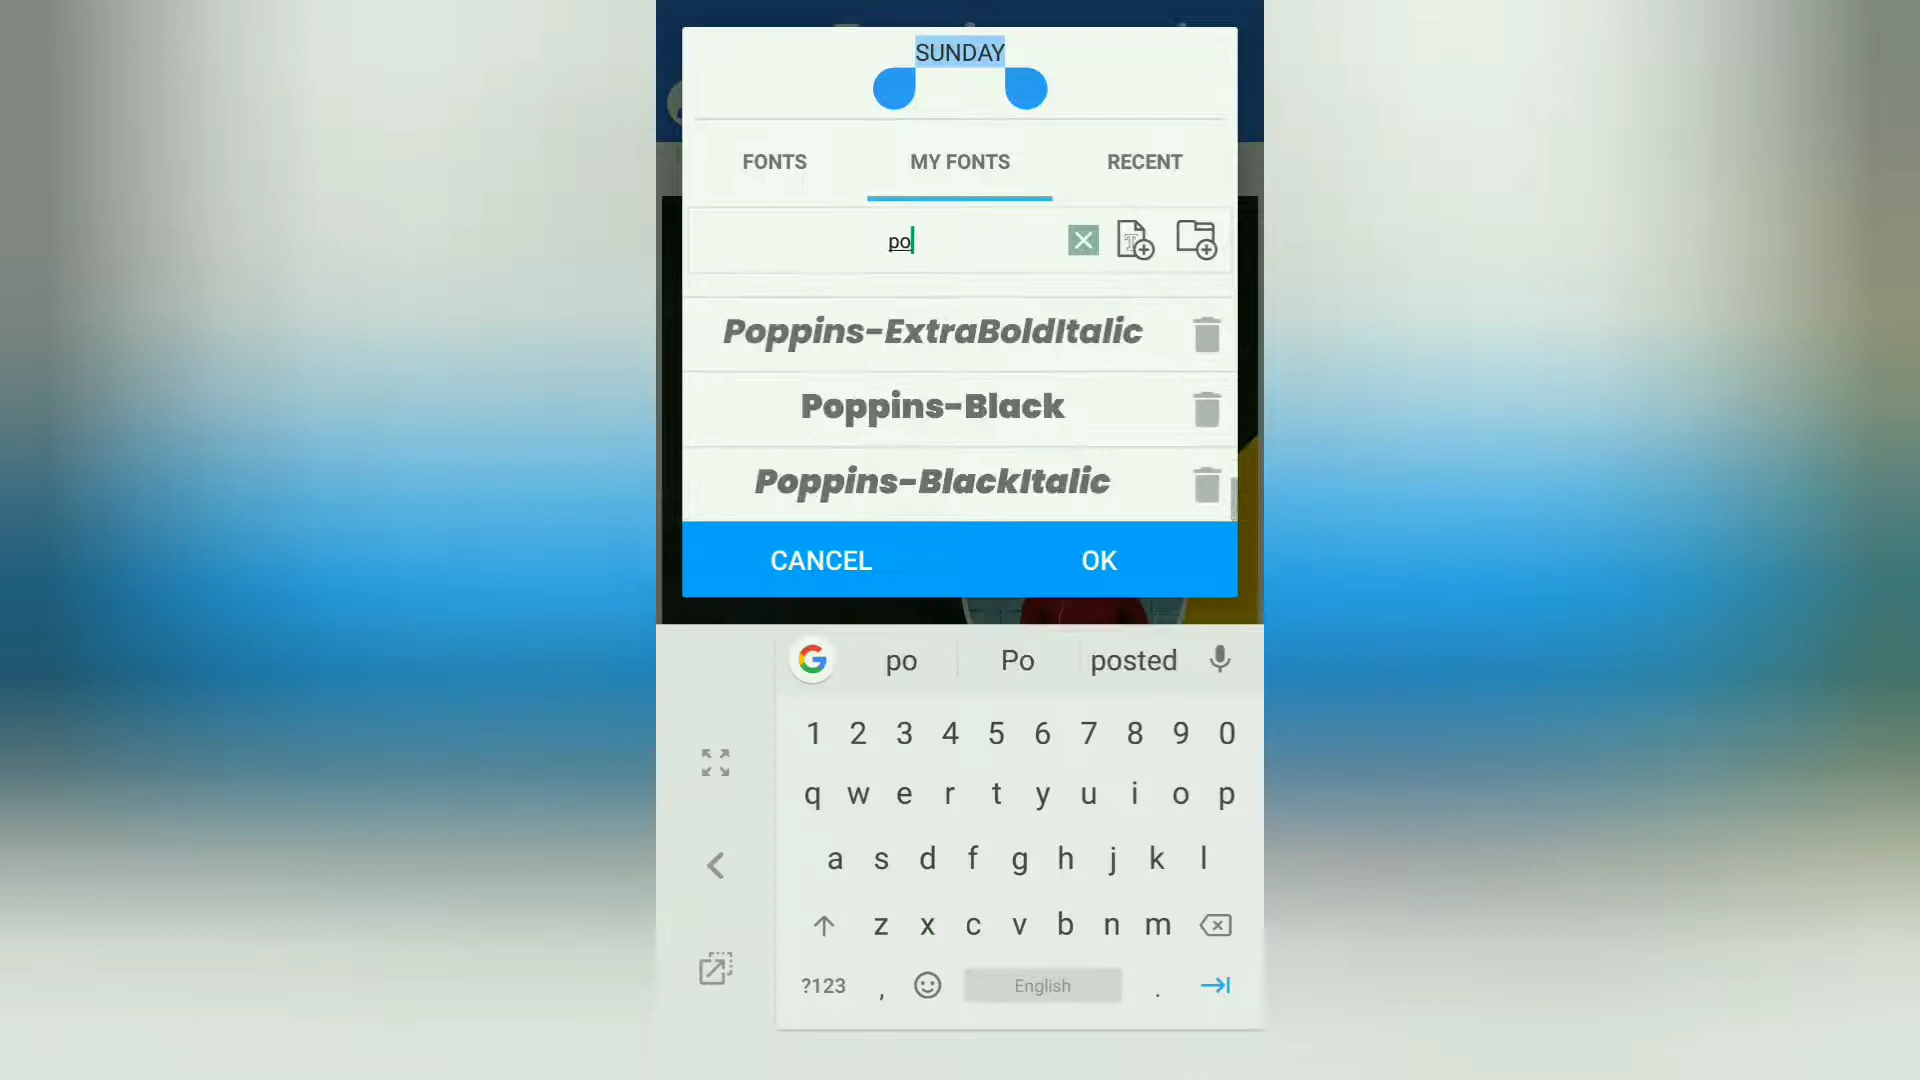 SUNDAY
FONTS MY FONTS RECENT
po
Poppins-ExtraBoldItalic
Poppins-Black
Poppins-BlackItalic
CANCEL OK
po Po posted
1 2 3 4 5 6 7 8 9 0
q w e r t y u i o p
a s d f g h j k l
z x c v b n m
?123 , English .